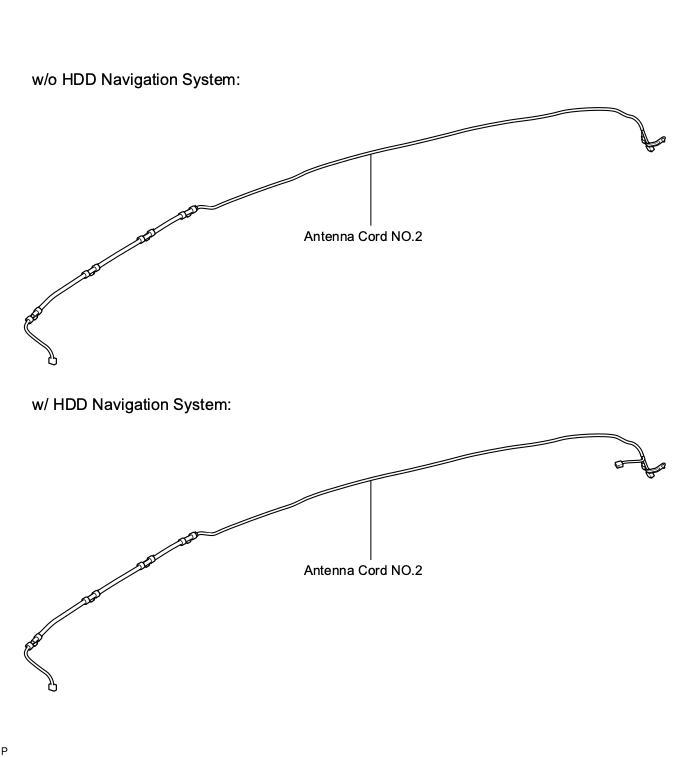 w/o HDD Navigation System:
Antenna Cord NO.2
w/ HDD Navigation System:
Antenna Cord NO.2
P